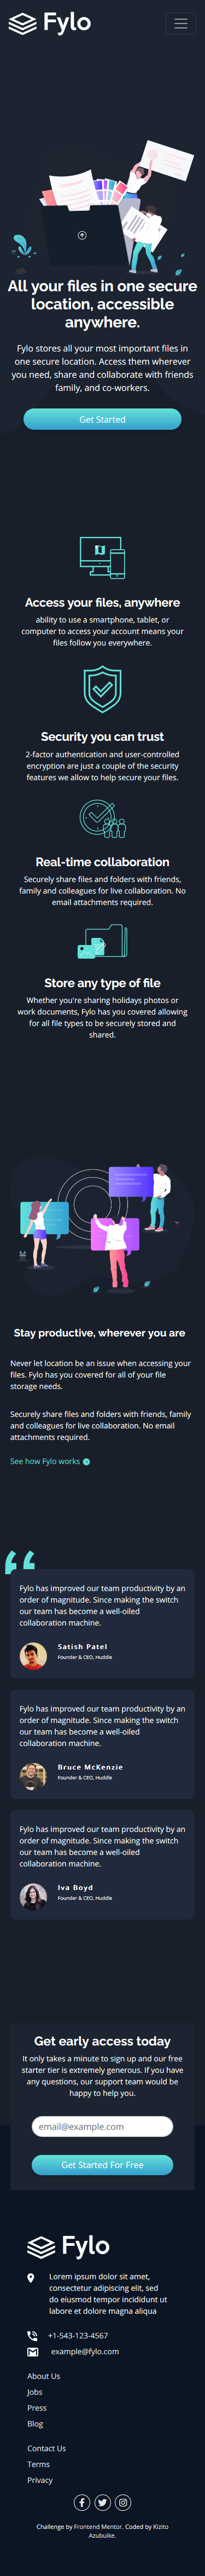 Fylo
All your files in one secure
location, accessible
anywhere.
Fylo stores all your most important files in
one secure location. Access them wherever
you need, share and collaborate with friends
family, and co-workers.
Get Started
Access your files, anywhere
ability to use a smartphone, tablet, or
computer to access your account means your
files follow you everywhere.
Security you can trust
2-factor authentication and user-controlled
encryption are just a couple of the security
features we allow to help secure your files.
Real-time collaboration
Securely share files and folders with friends,
family and colleagues for live collaboration. No
email attachments required.
Store any type of file
Whether you're sharing holidays photos or
work documents, Fylo has you covered allowing
for all file types to be securely stored and
shared.
Stay productive, wherever you are
Never let location be an issue when accessing your
files. Fylo has you covered for all of your file
storage needs.
Securely share files and folders with friends, family
and colleagues for live collaboration. No email
attachments required.
See how Fylo works
Fylo has improved our team productivity by an
order of magnitude. Since making the switch
our team has become a well-oiled
collaboration machine.
Satish Patel
Founder & CEO, Huddle
Fylo has improved our team productivity by an
order of magnitude. Since making the switch
our team has become a well-oiled
collaboration machine.
Bruce McKenzie
Founder & CEO, Huddle
Fylo has improved our team productivity by an
order of magnitude. Since making the switch
our team has become a well-oiled
collaboration machine.
Iva Boyd
Founder & CEO, Huddle
Get early access today
It only takes a minute to sign up and our free
starter tier is extremely generous. If you have
any questions, our support team would be
happy to help you.
email@example.com
Get Started For Free
Fylo
Lorem ipsum dolor sit amet,
consectetur adipiscing elit, sed
do eiusmod tempor incididunt ut
labore et dolore magna aliqua
+1-543-123-4567
example@fylo.com
About Us
Jobs
Press
Blog
Contact Us
Terms
Privacy
Challenge by Frontend Mentor. Coded by Kizito
Azubuike.